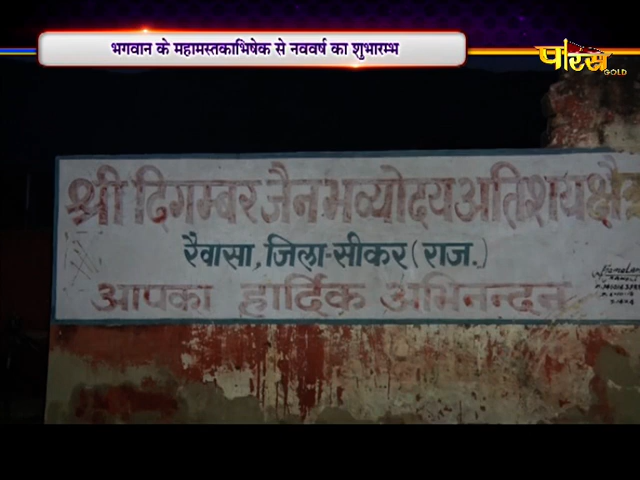 भगवान के महामस्तकाभिषेक से नववर्ष का शुभारम्भ
पारस
GOLD
श्री दिगम्बर जैन भव्योदय अतिशय क्षेत्र
रैवासा, जिला-सीकर (राज.)
आपका हार्दिक अभिनन्दन